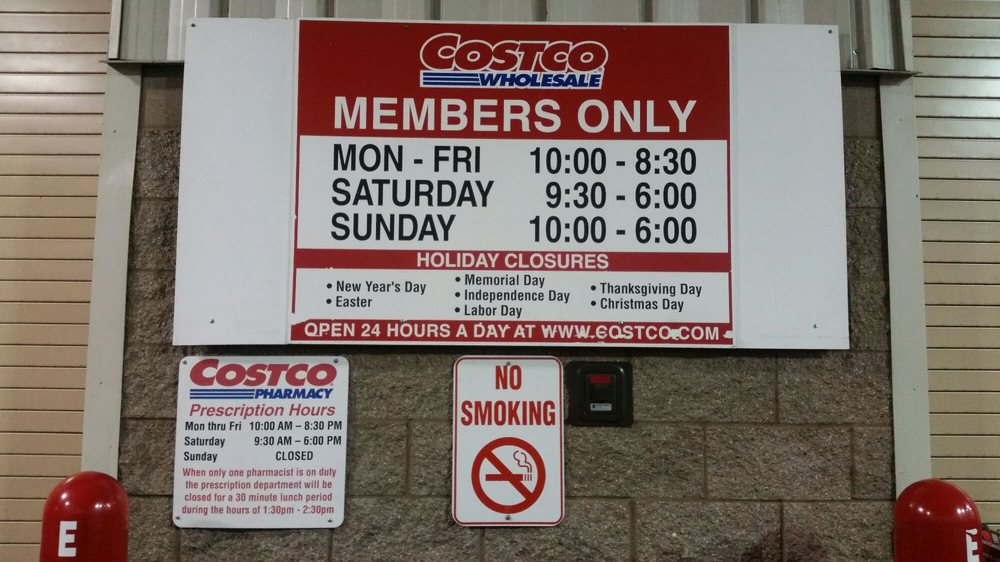 COSTCO
WHOLESALE
MEMBERS ONLY
MON - FRI 10:00 - 8:30
SATURDAY 9:30 - 6:00
SUNDAY 10:00 - 6:00
HOLIDAY CLOSURES
• New Year's Day
• Easter
• Memorial Day
• Independence Day
• Labor Day
• Thanksgiving Day
• Christmas Day
OPEN 24 HOURS A DAY AT WWW.COSTCO.COM
COSTCO
PHARMACY
Prescription Hours
Mon thru Fri 10:00 AM – 8:30 PM
Saturday 9:30 AM – 6:00 PM
Sunday CLOSED
When only one pharmacist is on duty
the prescription department will be
closed for a 30 minute lunch period
during the hours of 1:30pm - 2:30pm
NO
SMOKING
E
E